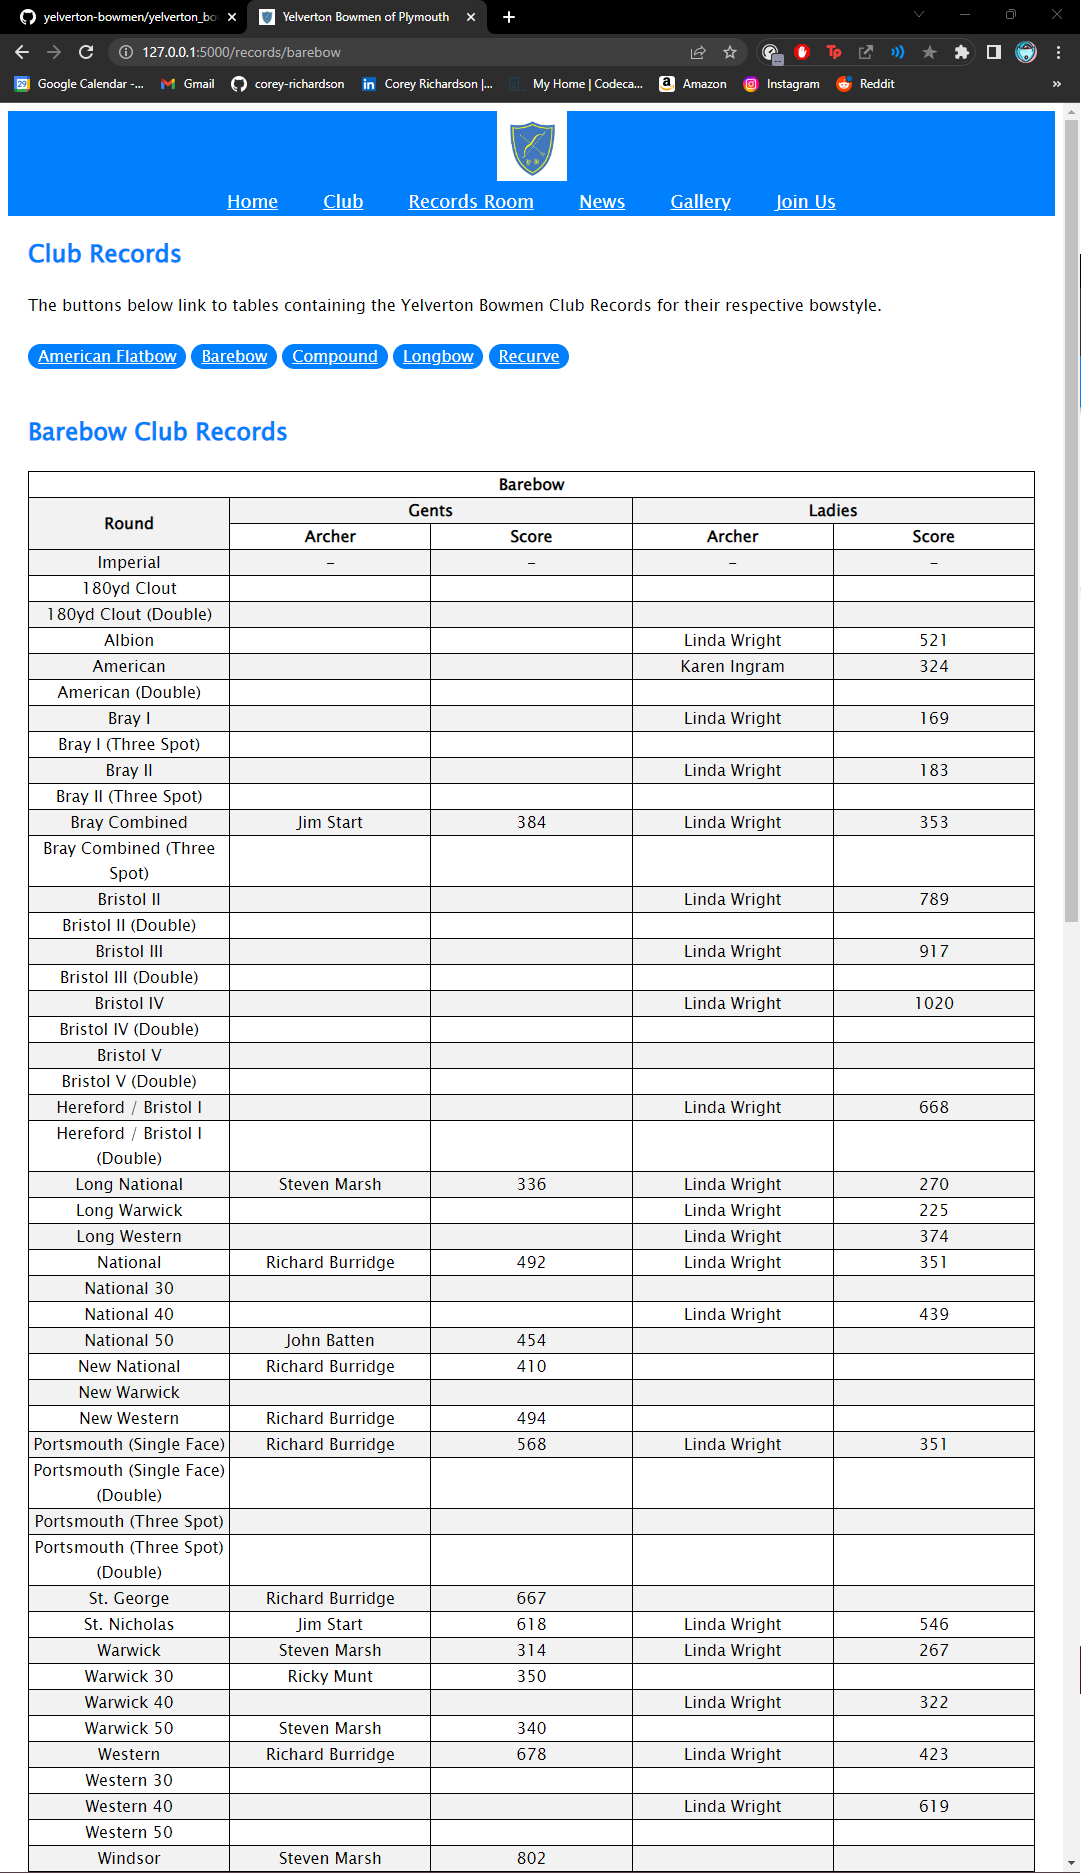 yelverton-bowmen/yelverton_bo
Yelverton Bowmen of Plymouth
127.0.0.1:5000/records/barebow
Google Calendar -...
Gmail
corey-richardson
Corey Richardson |...
My Home | Codeca...
Amazon
Instagram
Reddit
»
Home Club Records Room News Gallery Join Us
Club Records
The buttons below link to tables containing the Yelverton Bowmen Club Records for their respective bowstyle.
American Flatbow Barebow Compound Longbow Recurve
Barebow Club Records
Barebow
Round Gents Ladies
Archer Score Archer Score
Imperial – – – –
180yd Clout
180yd Clout (Double)
Albion Linda Wright 521
American Karen Ingram 324
American (Double)
Bray I Linda Wright 169
Bray I (Three Spot)
Bray II Linda Wright 183
Bray II (Three Spot)
Bray Combined Jim Start 384 Linda Wright 353
Bray Combined (Three
Spot)
Bristol II Linda Wright 789
Bristol II (Double)
Bristol III Linda Wright 917
Bristol III (Double)
Bristol IV Linda Wright 1020
Bristol IV (Double)
Bristol V
Bristol V (Double)
Hereford / Bristol I Linda Wright 668
Hereford / Bristol I
(Double)
Long National Steven Marsh 336 Linda Wright 270
Long Warwick Linda Wright 225
Long Western Linda Wright 374
National Richard Burridge 492 Linda Wright 351
National 30
National 40 Linda Wright 439
National 50 John Batten 454
New National Richard Burridge 410
New Warwick
New Western Richard Burridge 494
Portsmouth (Single Face) Richard Burridge 568 Linda Wright 351
Portsmouth (Single Face)
(Double)
Portsmouth (Three Spot)
Portsmouth (Three Spot)
(Double)
St. George Richard Burridge 667
St. Nicholas Jim Start 618 Linda Wright 546
Warwick Steven Marsh 314 Linda Wright 267
Warwick 30 Ricky Munt 350
Warwick 40 Linda Wright 322
Warwick 50 Steven Marsh 340
Western Richard Burridge 678 Linda Wright 423
Western 30
Western 40 Linda Wright 619
Western 50
Windsor Steven Marsh 802